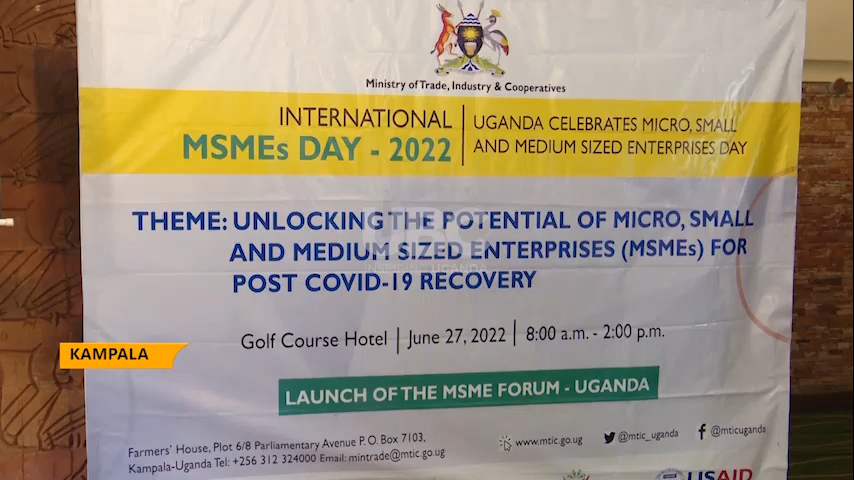 Ministry of Trade, Industry & Cooperatives
INTERNATIONAL
MSMEs DAY - 2022
UGANDA CELEBRATES MICRO, SMALL
AND MEDIUM SIZED ENTERPRISES DAY
THEME: UNLOCKING THE POTENTIAL OF MICRO, SMALL
AND MEDIUM SIZED ENTERPRISES (MSMEs) FOR
POST COVID-19 RECOVERY
UGANDA
Golf Course Hotel | June 27, 2022 | 8:00 a.m. - 2:00 p.m.
KAMPALA
LAUNCH OF THE MSME FORUM - UGANDA
Farmers' House, Plot 6/8 Parliamentary Avenue P. O. Box 7103,
Kampala-Uganda Tel: +256 312 324000 Email: mintrade@mtic.go.ug
www.mtic.go.ug
@mtic_uganda
@mticuganda
USAID